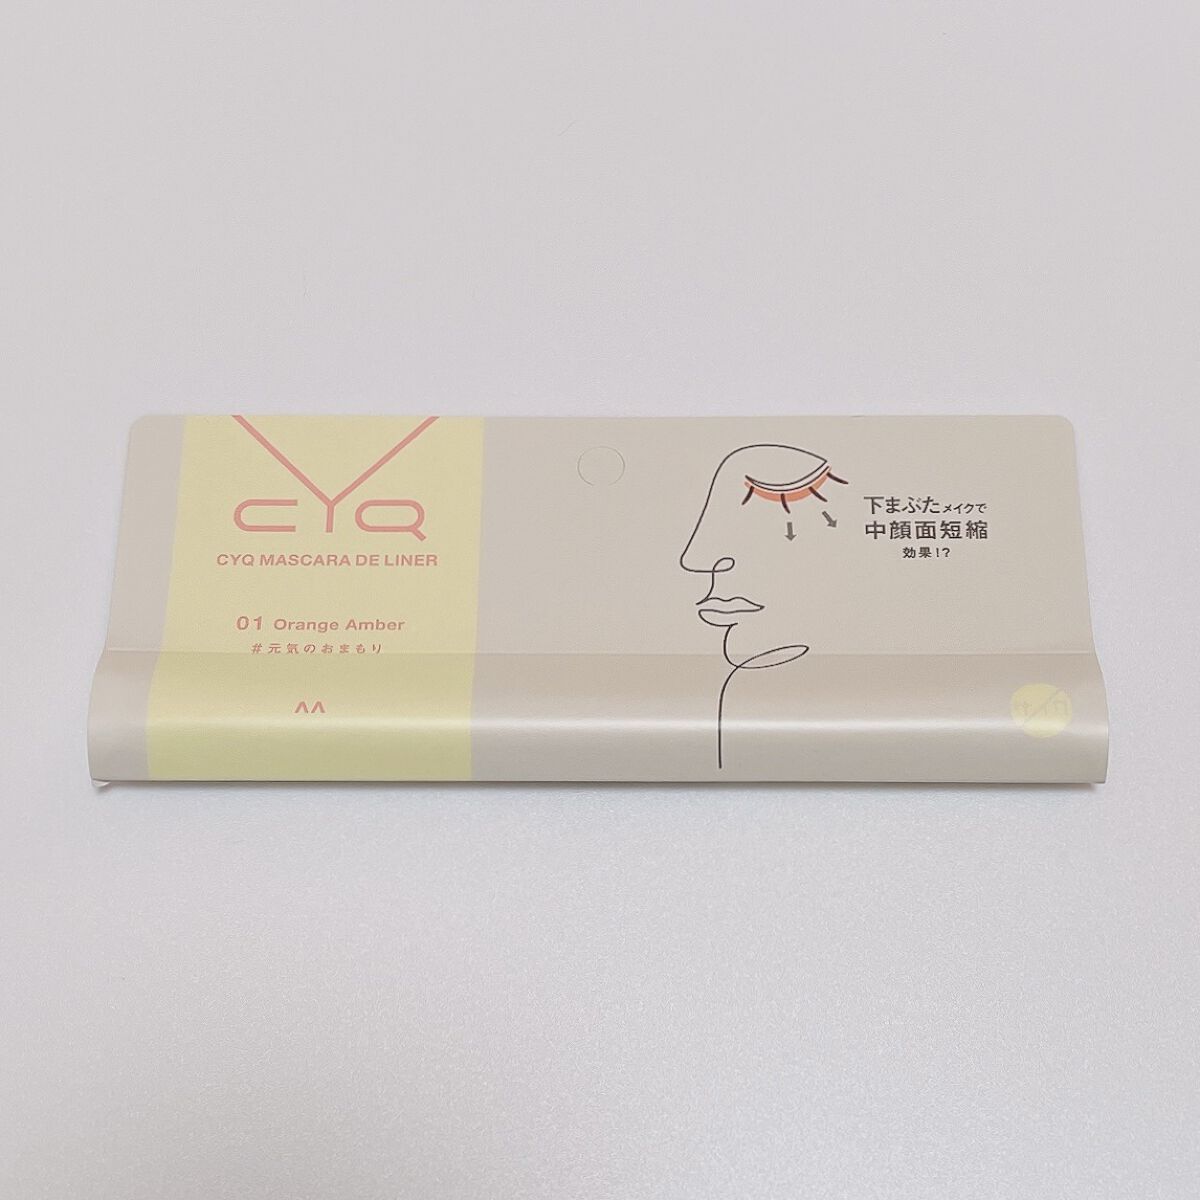 CYQ
CYQ MASCARA DE LINER
01 Orange Amber
#元気のおまもり
下まぶたメイクで
中顔面短縮
効果!?